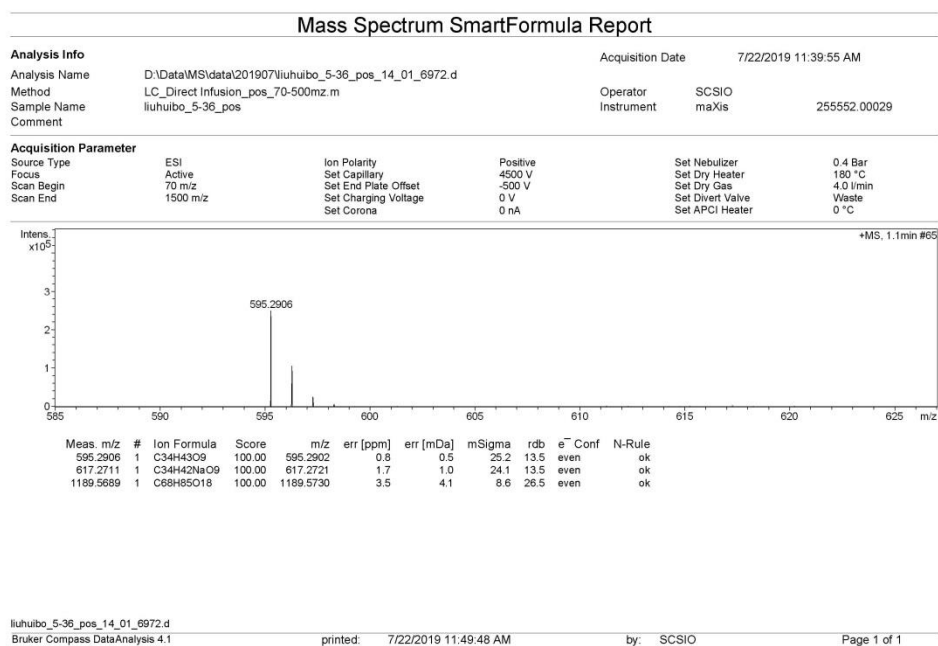 Mass Spectrum SmartFormula Report
Analysis Info
Acquisition Date 7/22/2019 11:39:55 AM
Analysis Name D:\Data\MS\data\201907\liuhuibo_5-36_pos_14_01_6972.d
Method LC_Direct Infusion_pos_70-500mz.m Operator SCSIO
Sample Name liuhuibo_5-36_pos Instrument maXis 255552.00029
Comment
Acquisition Parameter
Source Type ESI Ion Polarity Positive Set Nebulizer 0.4 Bar
Focus Active Set Capillary 4500 V Set Dry Heater 180 °C
Scan Begin 70 m/z Set End Plate Offset -500 V Set Dry Gas 4.0 l/min
Scan End 1500 m/z Set Charging Voltage 0 V Set Divert Valve Waste
Set Corona 0 nA Set APCI Heater 0 °C
Intens. +MS, 1.1min #65
x10⁵
3
595.2906
2
1
0
585 590 595 600 605 610 615 620 625 m/z
Meas. m/z # Ion Formula Score m/z err [ppm] err [mDa] mSigma rdb e⁻ Conf N-Rule
595.2906 1 C34H43O9 100.00 595.2902 0.8 0.5 25.2 13.5 even ok
617.2711 1 C34H42NaO9 100.00 617.2721 1.7 1.0 24.1 13.5 even ok
1189.5689 1 C68H85O18 100.00 1189.5730 3.5 4.1 8.6 26.5 even ok
liuhuibo_5-36_pos_14_01_6972.d
Bruker Compass DataAnalysis 4.1 printed: 7/22/2019 11:49:48 AM by: SCSIO Page 1 of 1